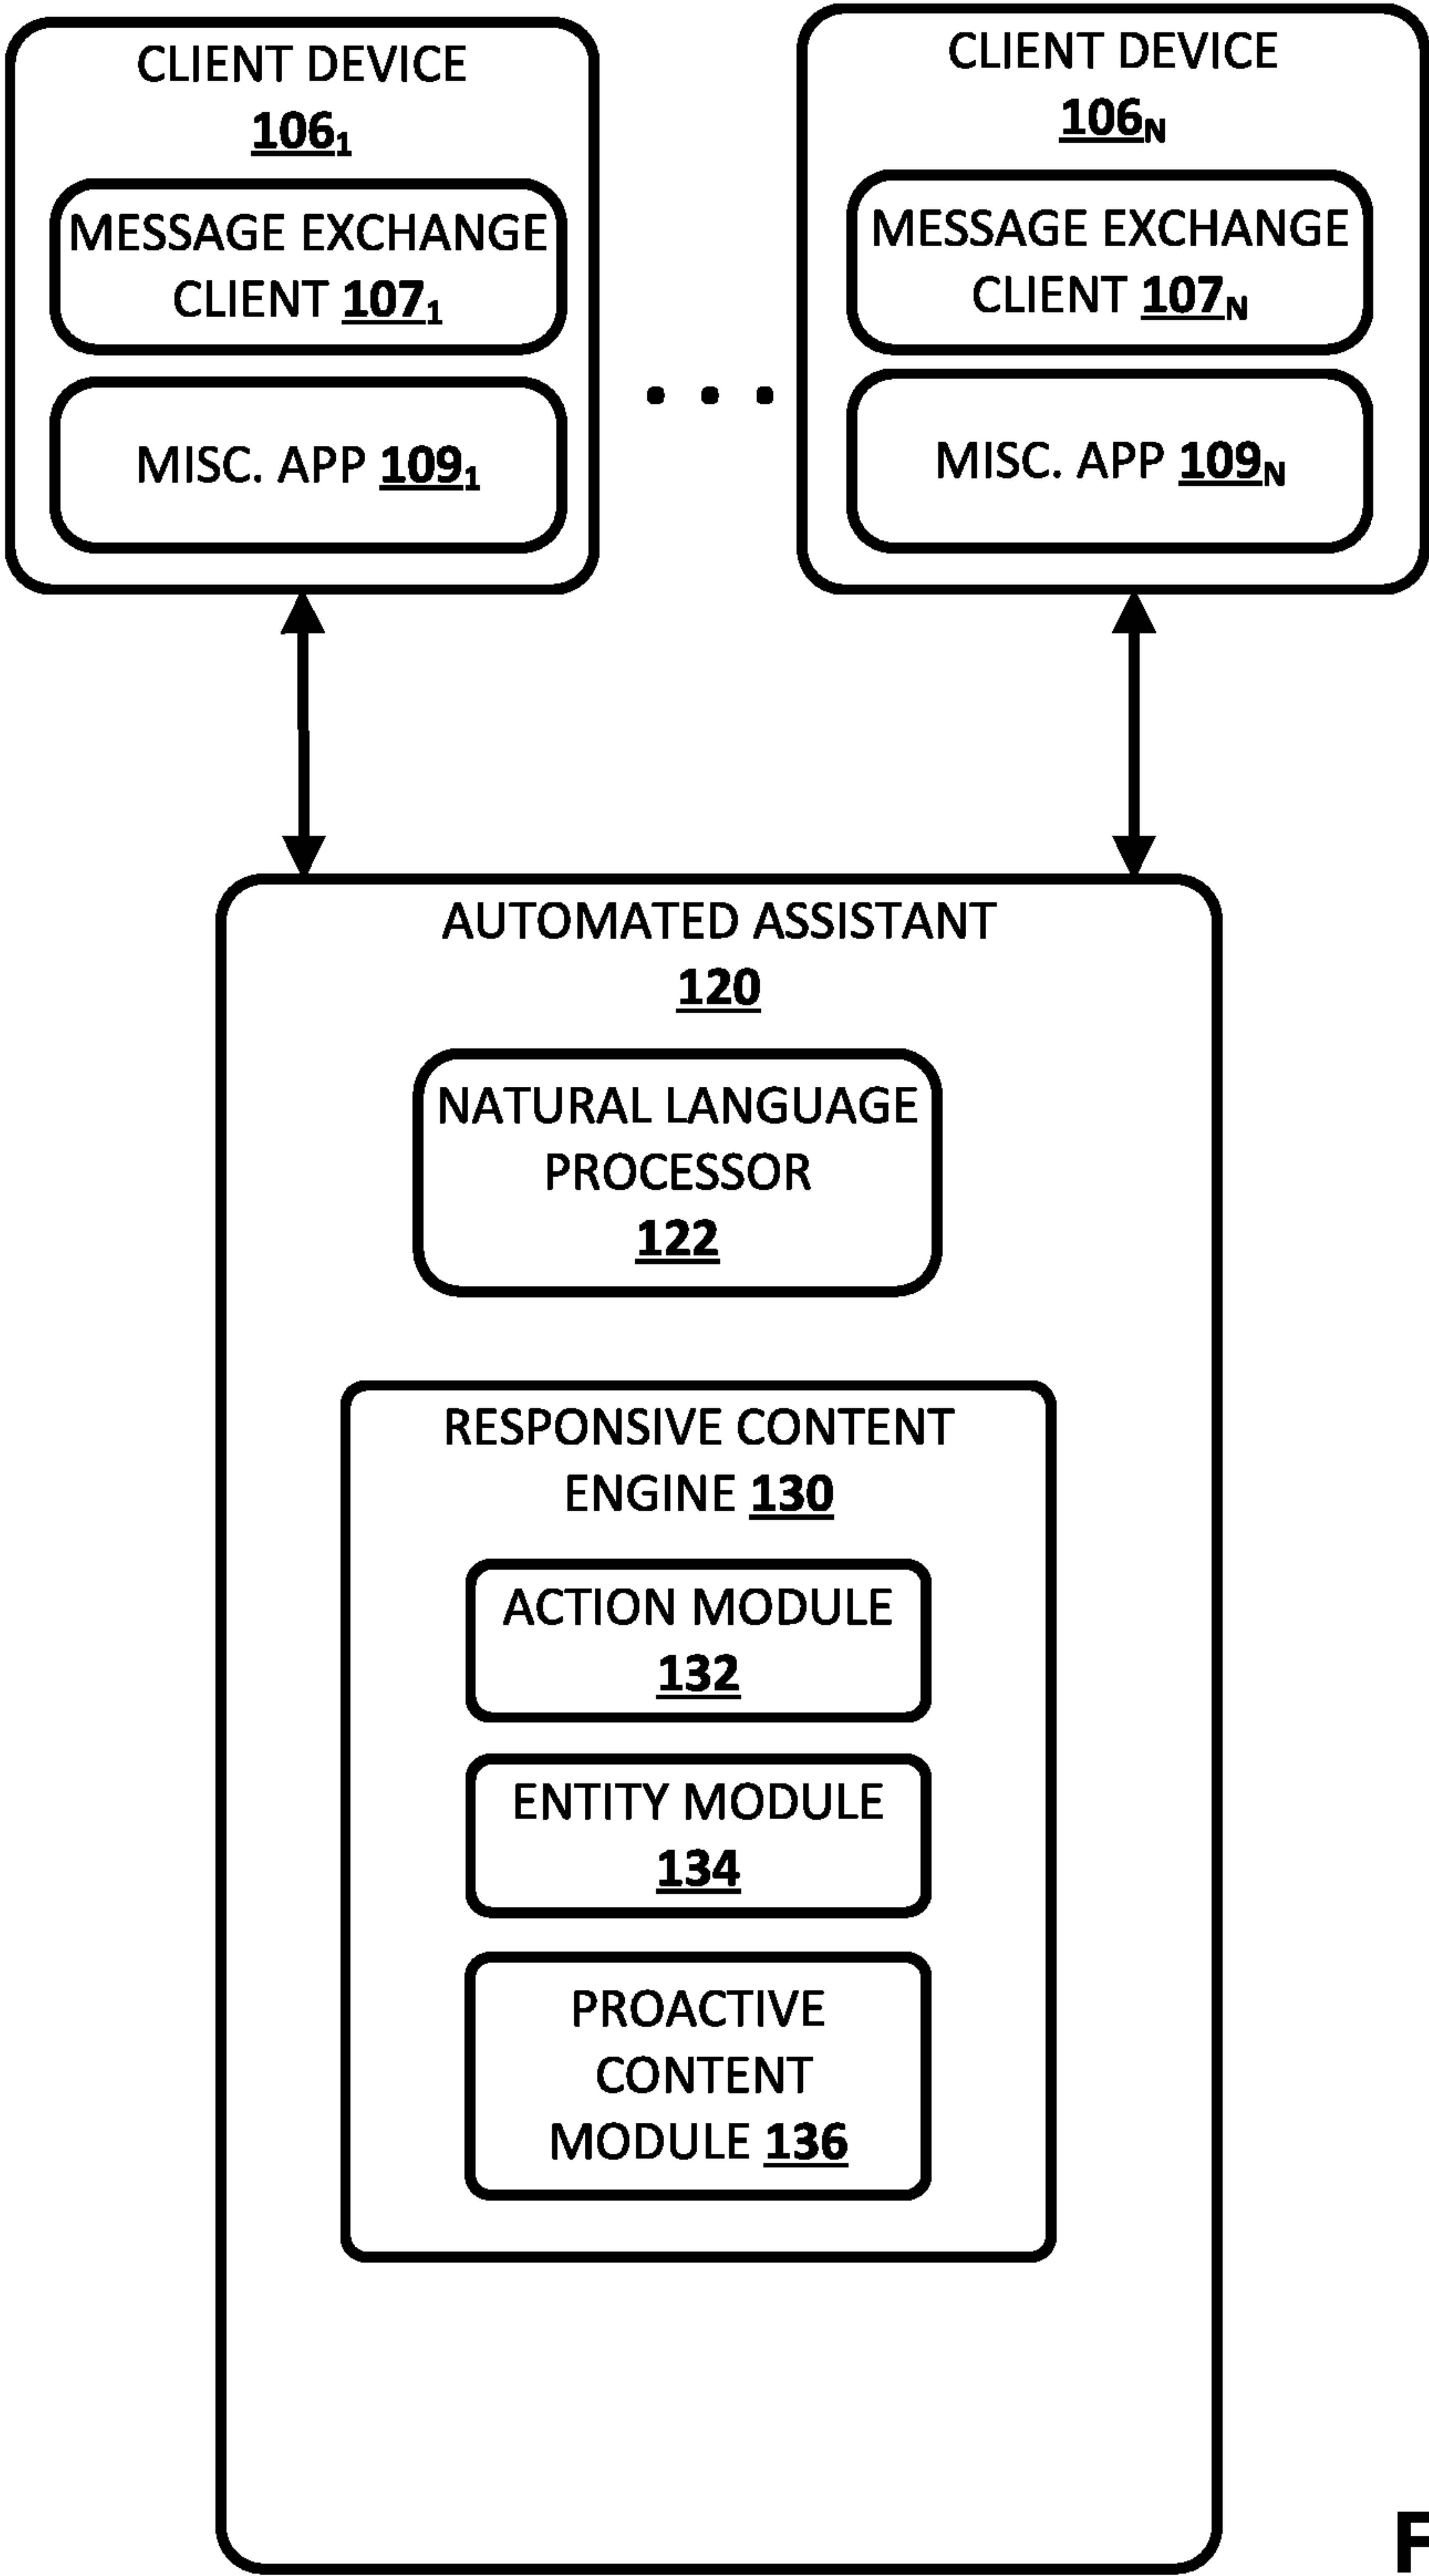 CLIENT DEVICE
106₁
MESSAGE EXCHANGE
CLIENT 107₁
MISC. APP 109₁
. . .
CLIENT DEVICE
106N
MESSAGE EXCHANGE
CLIENT 107N
MISC. APP 109N
AUTOMATED ASSISTANT
120
NATURAL LANGUAGE
PROCESSOR
122
RESPONSIVE CONTENT
ENGINE 130
ACTION MODULE
132
ENTITY MODULE
134
PROACTIVE
CONTENT
MODULE 136
F